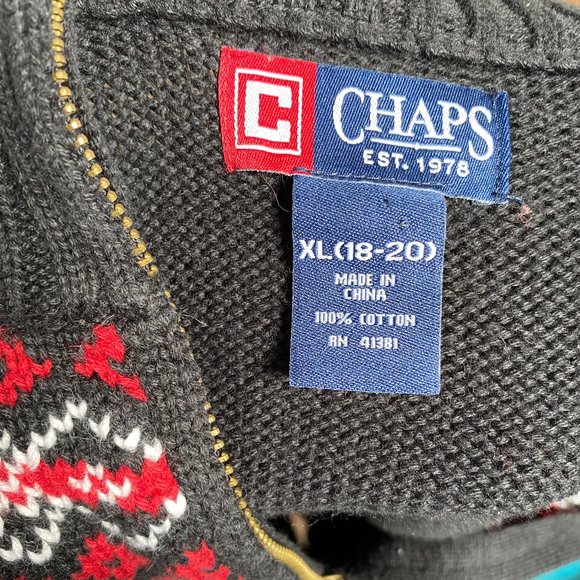 C CHAPS
EST. 1978
XL(18-20)
MADE IN
CHINA
100% COTTON
RN 41381